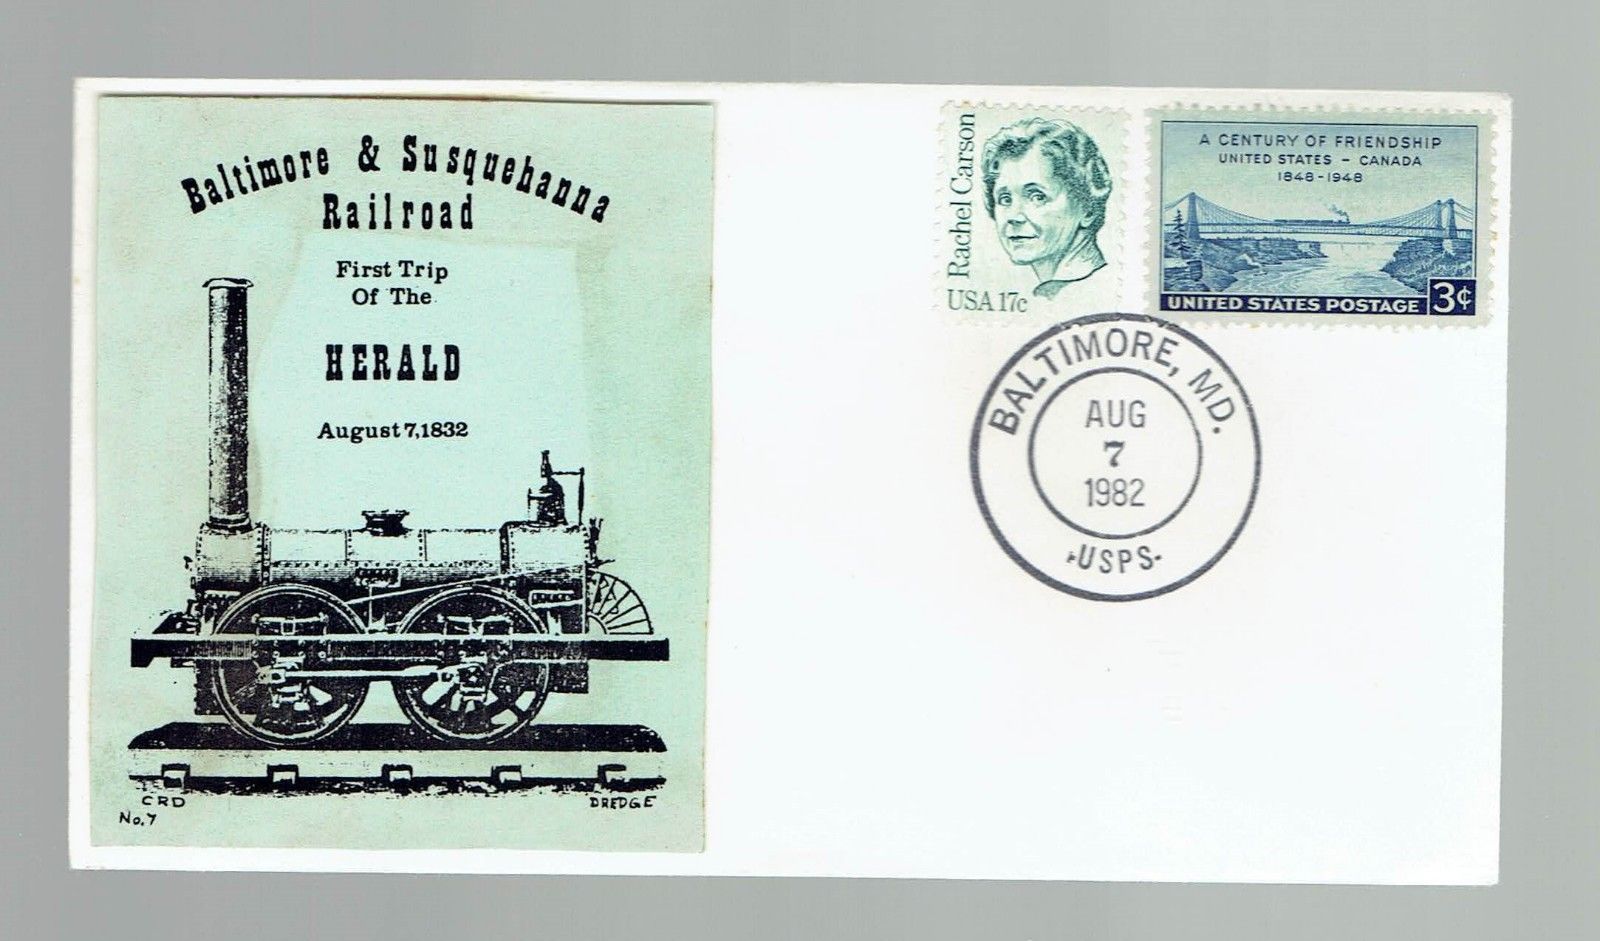 Baltimore & Susquehanna
Railroad
First Trip
Of The
HERALD
August 7, 1832
CRD
No. 7
DREDGE
Rachel Carson
USA 17c
A CENTURY OF FRIENDSHIP
UNITED STATES - CANADA
1848-1948
UNITED STATES POSTAGE 3¢
BALTIMORE, MD.
AUG
7
1982
USPS